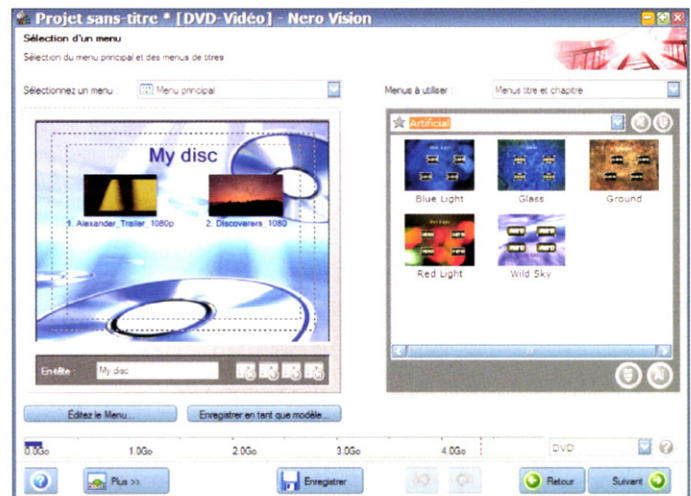 Projet sans-titre * [DVD-Vidéo] - Nero Vision
Sélection d'un menu
Sélection du menu principal et des menus de titres
Sélectionnez un menu :
Menu principal
Menus à utiliser :
Menus titre et chapitre
My disc
1. Alexander_Trailer_1080p
2. Discoverers_1080
Artificial
Blue Light
Glass
Ground
Red Light
Wild Sky
En-tête :
My disc
Éditez le Menu...
Enregistrer en tant que modèle...
0.0Go
1.0Go
2.0Go
3.0Go
4.0Go
DVD
Plus >>
Enregistrer
Retour
Suivant